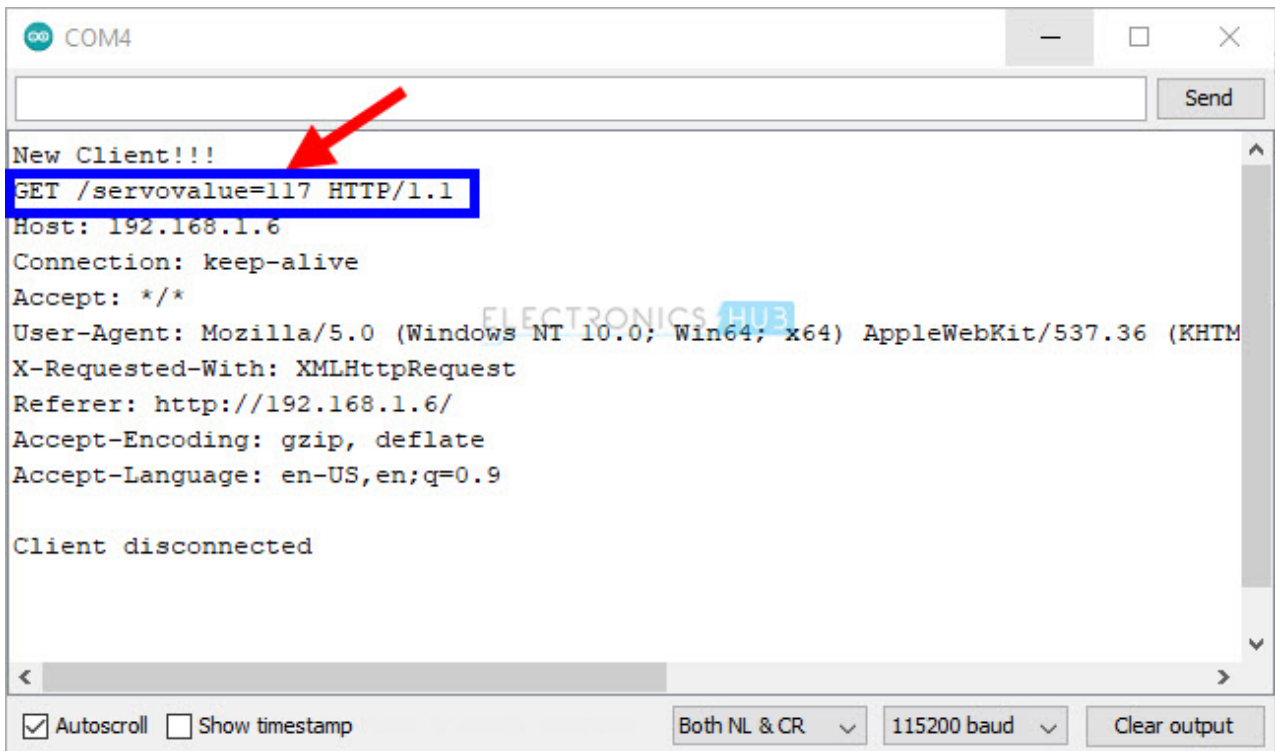 COM4
Send
New Client!!!
GET /servovalue=117 HTTP/1.1
Host: 192.168.1.6
Connection: keep-alive
Accept: */*
ELECTRONICS HUB
User-Agent: Mozilla/5.0 (Windows NT 10.0; Win64; x64) AppleWebKit/537.36 (KHTM
X-Requested-With: XMLHttpRequest
Referer: http://192.168.1.6/
Accept-Encoding: gzip, deflate
Accept-Language: en-US,en;q=0.9
Client disconnected
Autoscroll Show timestamp Both NL & CR 115200 baud Clear output